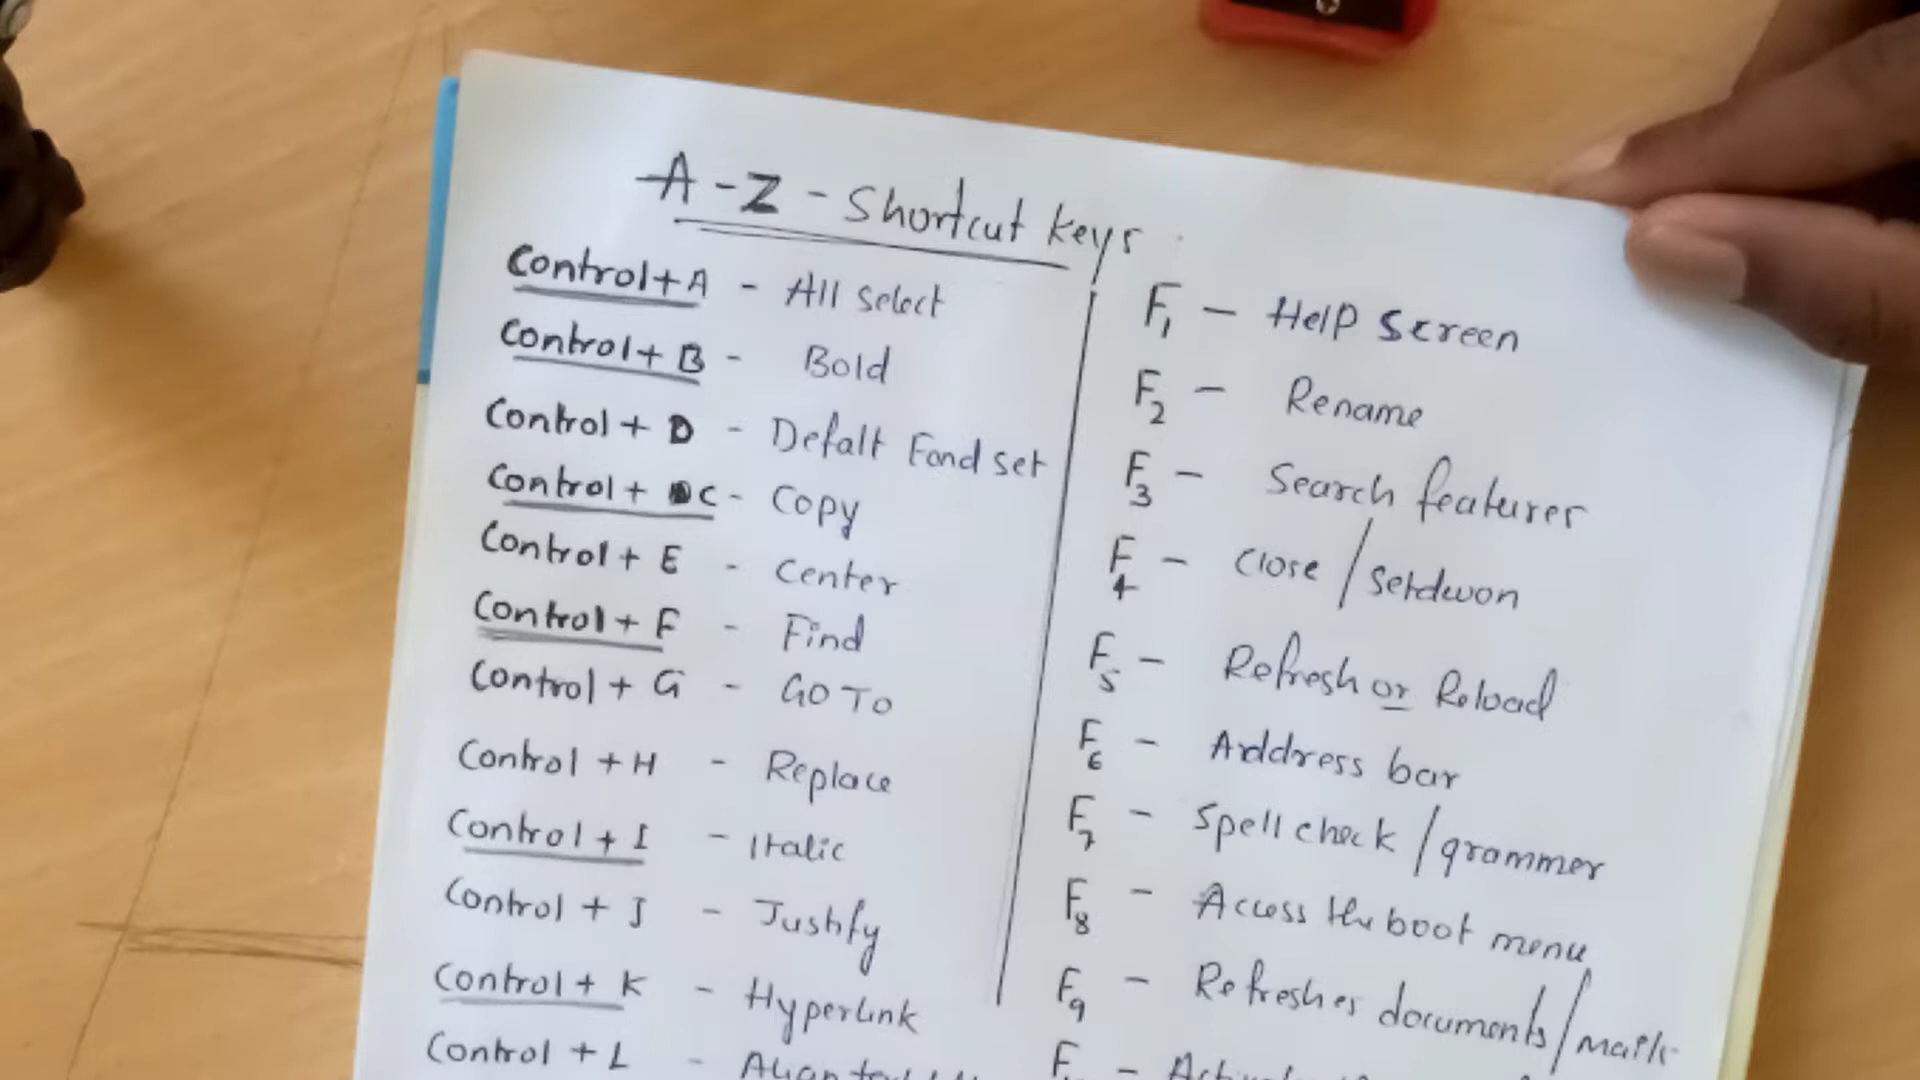 A-Z - Shortcut keys
Control+A - All select
Control+B - Bold
Control + D - Defalt Fond set
Control + C - Copy
Control + E - Center
Control + F - Find
Control + G - GO TO
Control + H - Replace
Control + I - Italic
Control + J - Justify
Control + K - Hyperlink
Control + L -
F1 - Help Screen
F2 - Rename
F3 - Search features
F4 - Close / Setdwon
F5 - Refresh or Reload
F6 - Address bar
F7 - Spell check / grammer
F8 - Access the boot menu
F9 - Refreshes documents/mails